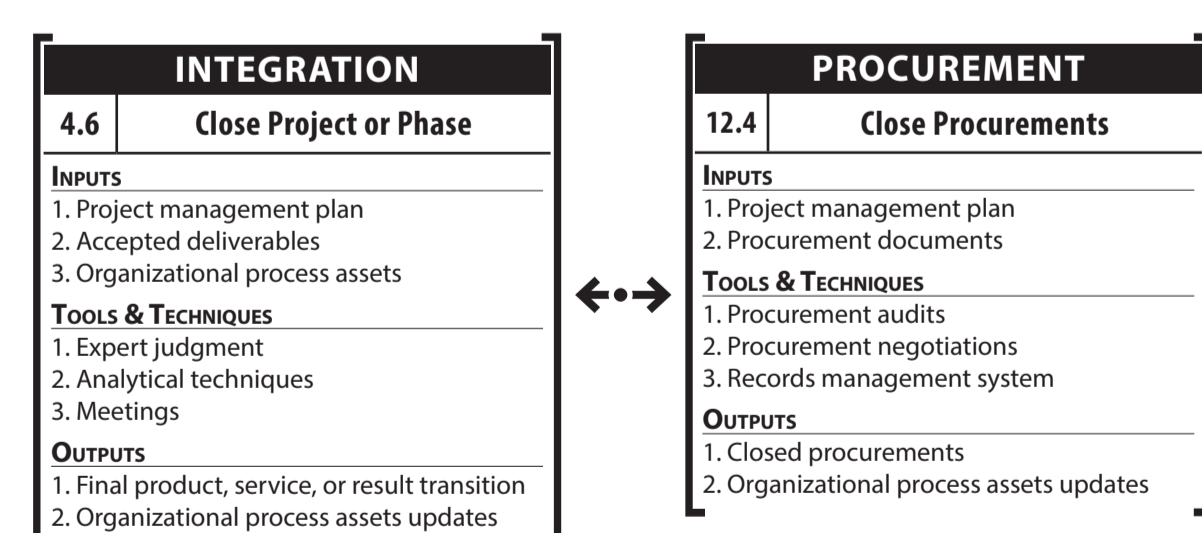 INTEGRATION
4.6 Close Project or Phase
INPUTS
1. Project management plan
2. Accepted deliverables
3. Organizational process assets
TOOLS & TECHNIQUES
1. Expert judgment
2. Analytical techniques
3. Meetings
OUTPUTS
1. Final product, service, or result transition
2. Organizational process assets updates
PROCUREMENT
12.4 Close Procurements
INPUTS
1. Project management plan
2. Procurement documents
TOOLS & TECHNIQUES
1. Procurement audits
2. Procurement negotiations
3. Records management system
OUTPUTS
1. Closed procurements
2. Organizational process assets updates